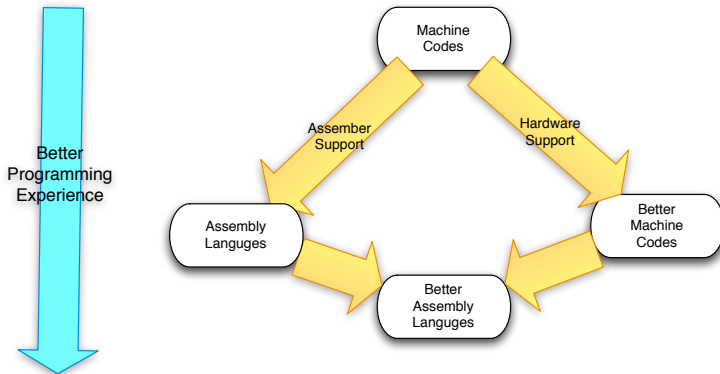 Machine
Codes
Assember
Support
Hardware
Support
Better
Programming
Experience
Assembly
Languges
Better
Machine
Codes
Better
Assembly
Languges